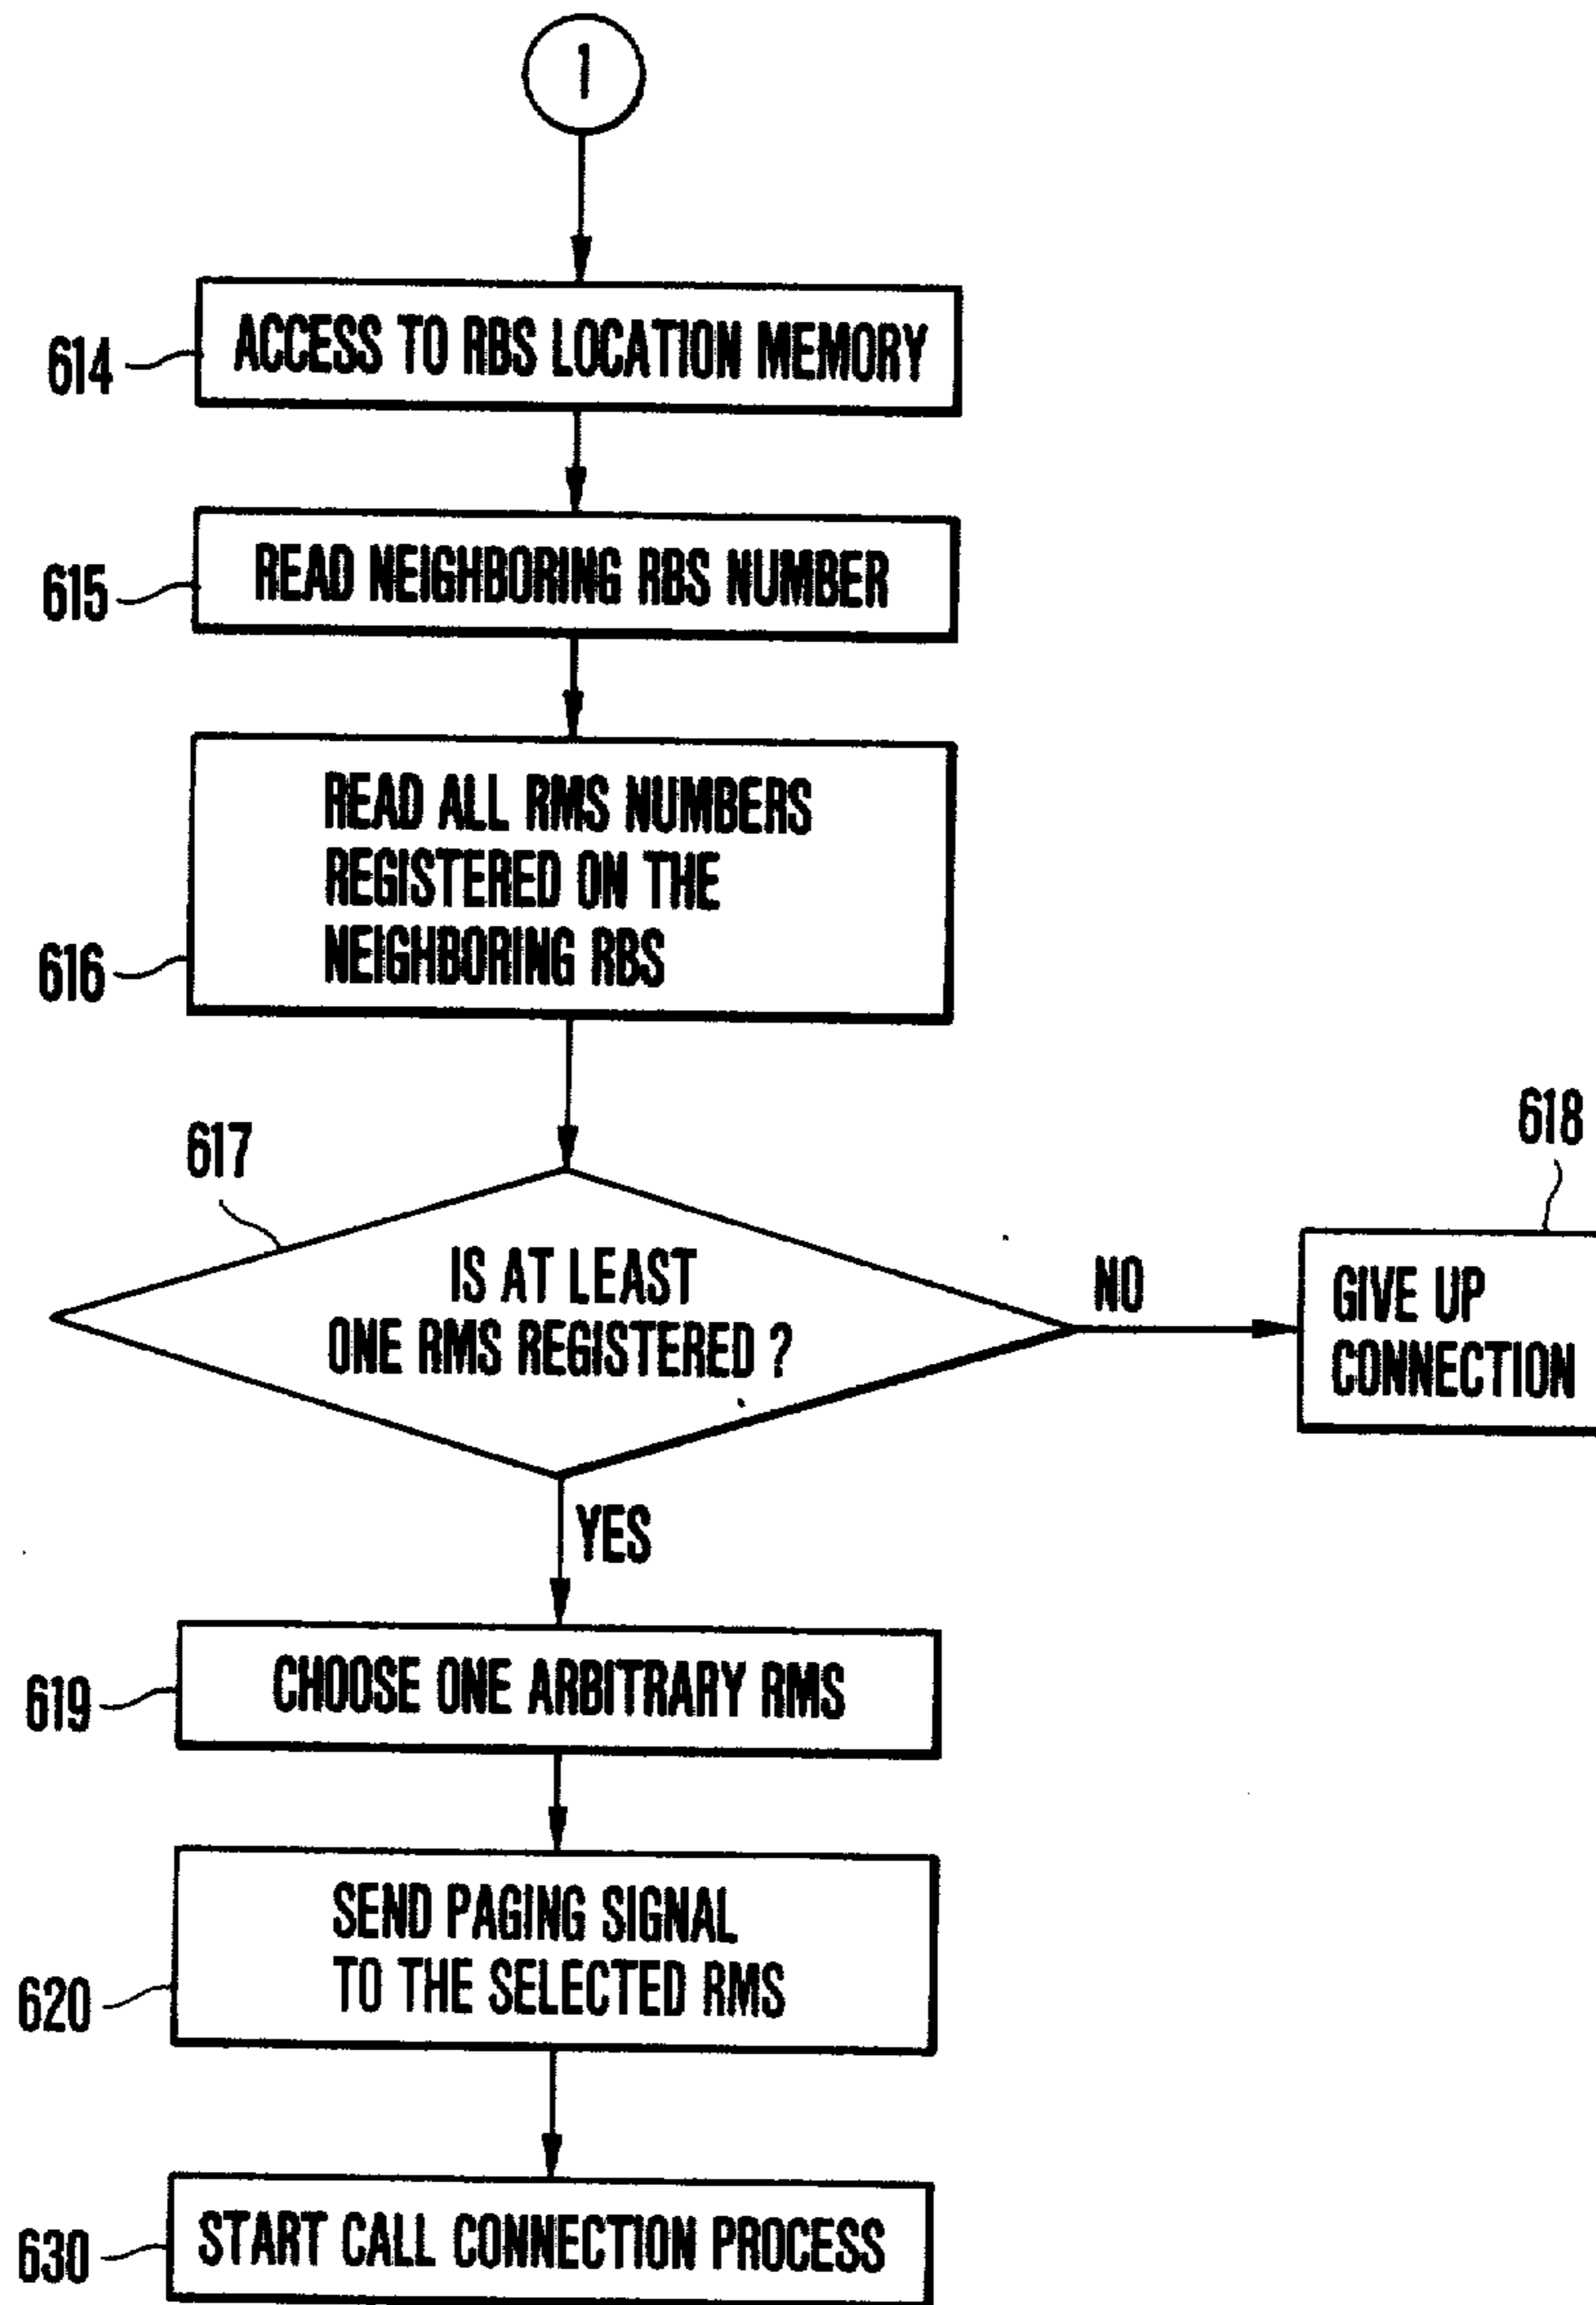 1
614
ACCESS TO RBS LOCATION MEMORY
615
READ NEIGHBORING RBS NUMBER
616
READ ALL RMS NUMBERS
REGISTERED ON THE
NEIGHBORING RBS
617
IS AT LEAST
ONE RMS REGISTERED ?
NO
618
GIVE UP
CONNECTION
YES
619
CHOOSE ONE ARBITRARY RMS
620
SEND PAGING SIGNAL
TO THE SELECTED RMS
630
START CALL CONNECTION PROCESS